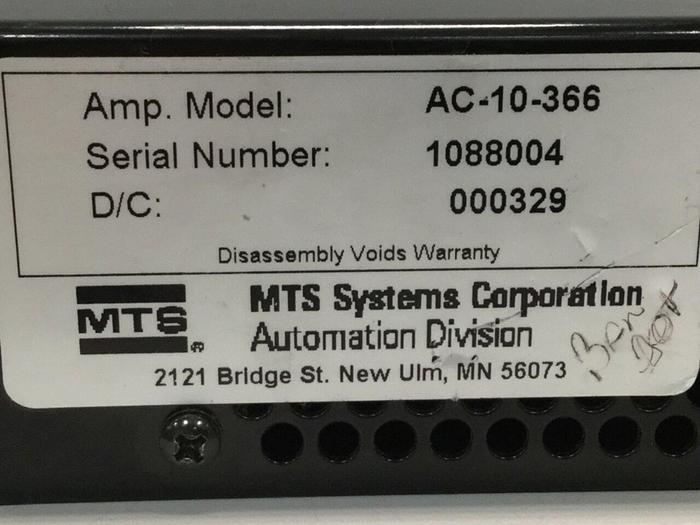 Amp. Model: AC-10-366
Serial Number: 1088004
D/C: 000329
Disassembly Voids Warranty
MTS®
MTS Systems Corporation
Automation Division
2121 Bridge St. New Ulm, MN 56073